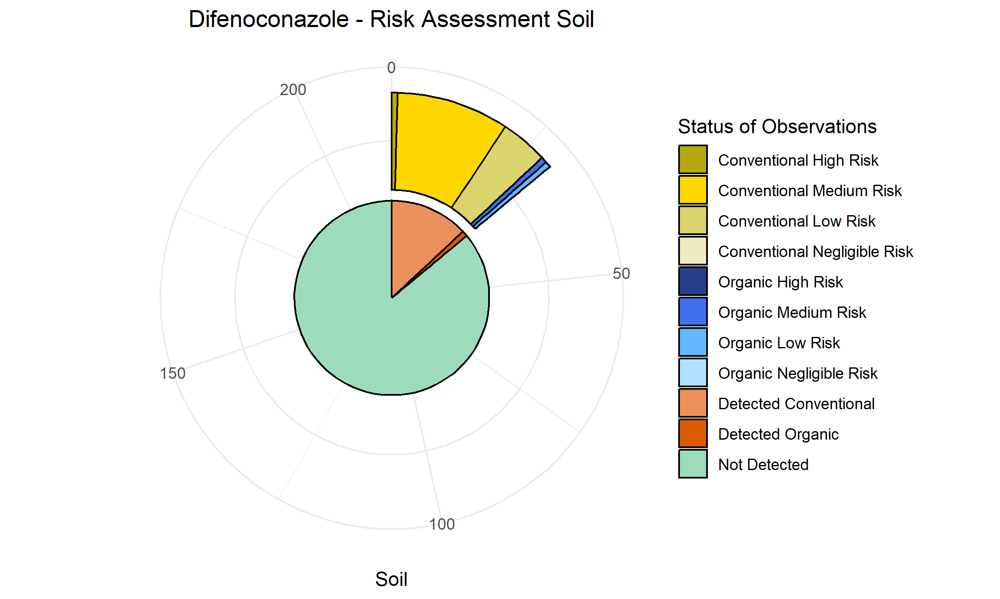 Difenoconazole - Risk Assessment Soil
0
200
50
150
100
Soil
Status of Observations
Conventional High Risk
Conventional Medium Risk
Conventional Low Risk
Conventional Negligible Risk
Organic High Risk
Organic Medium Risk
Organic Low Risk
Organic Negligible Risk
Detected Conventional
Detected Organic
Not Detected